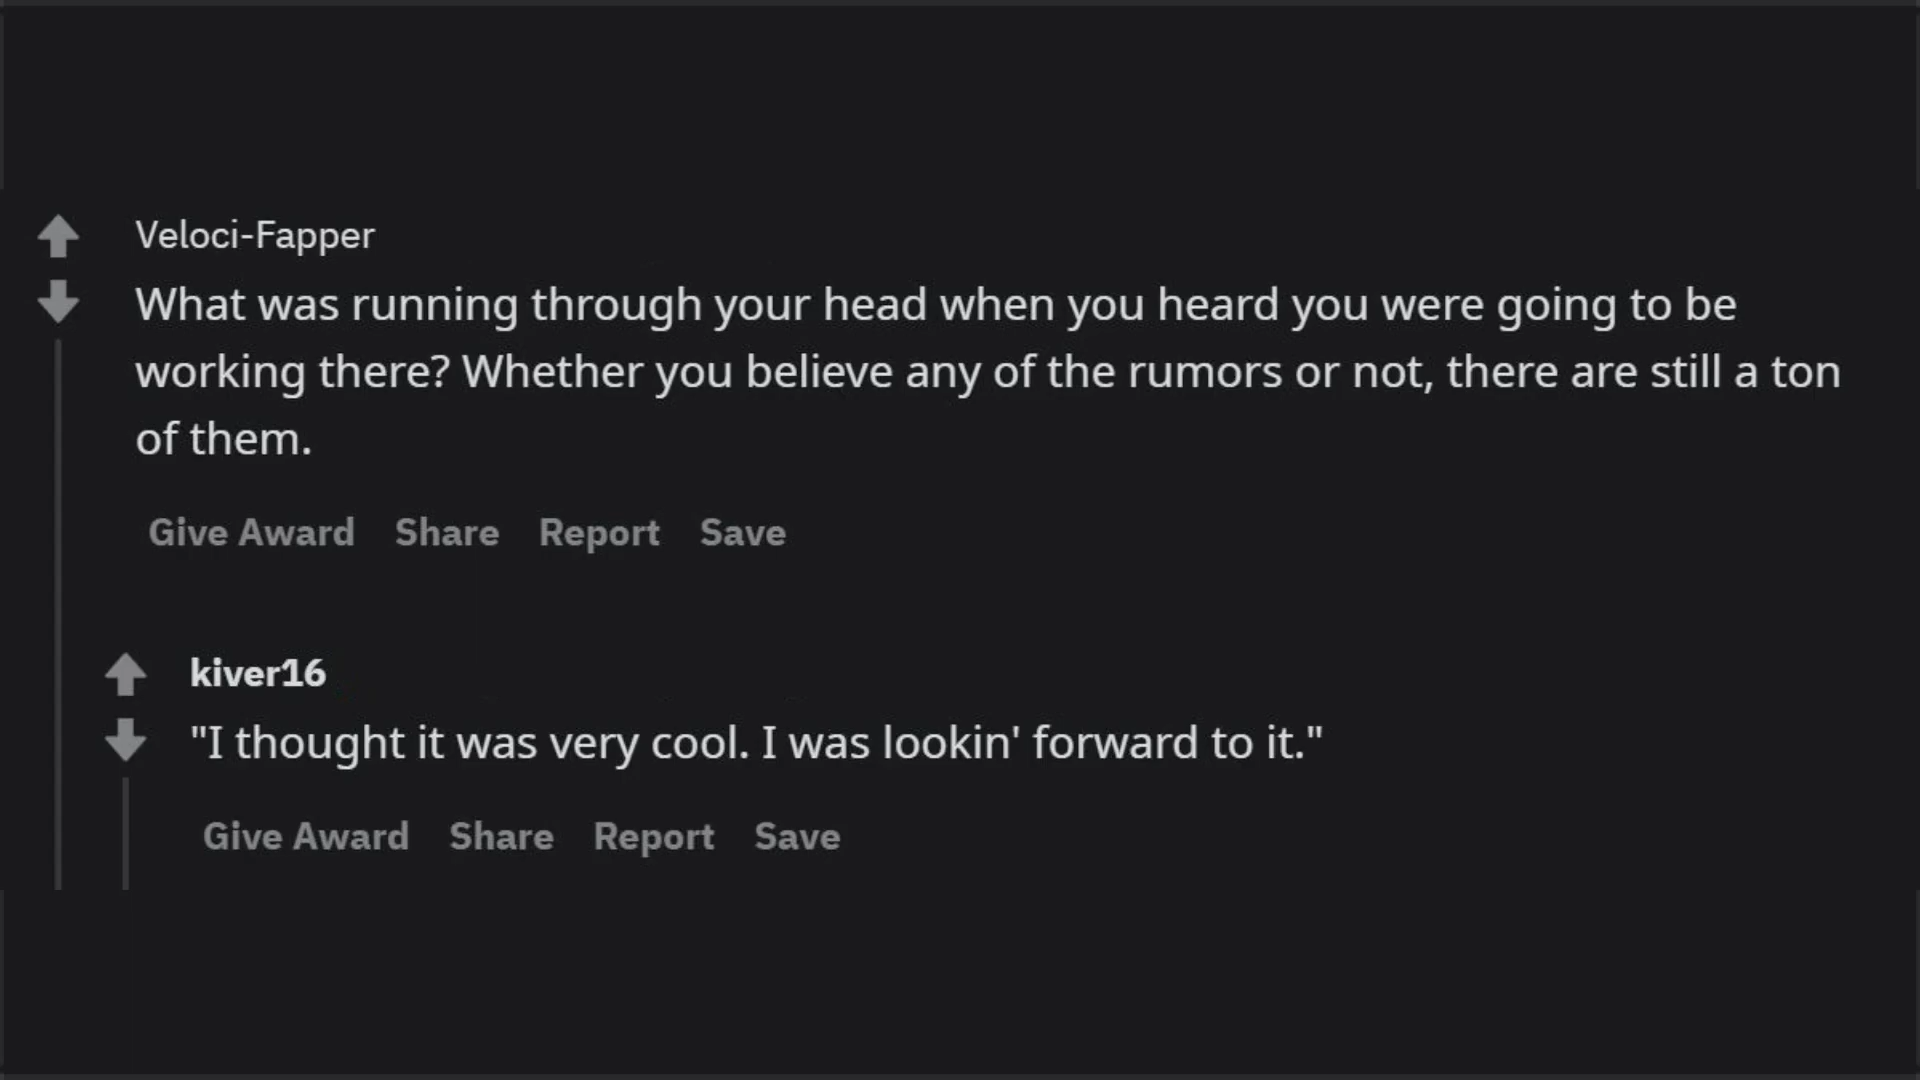 Veloci-Fapper
What was running through your head when you heard you were going to be
working there? Whether you believe any of the rumors or not, there are still a ton
of them.
Give Award Share Report Save
kiver16
"I thought it was very cool. I was lookin' forward to it."
Give Award Share Report Save